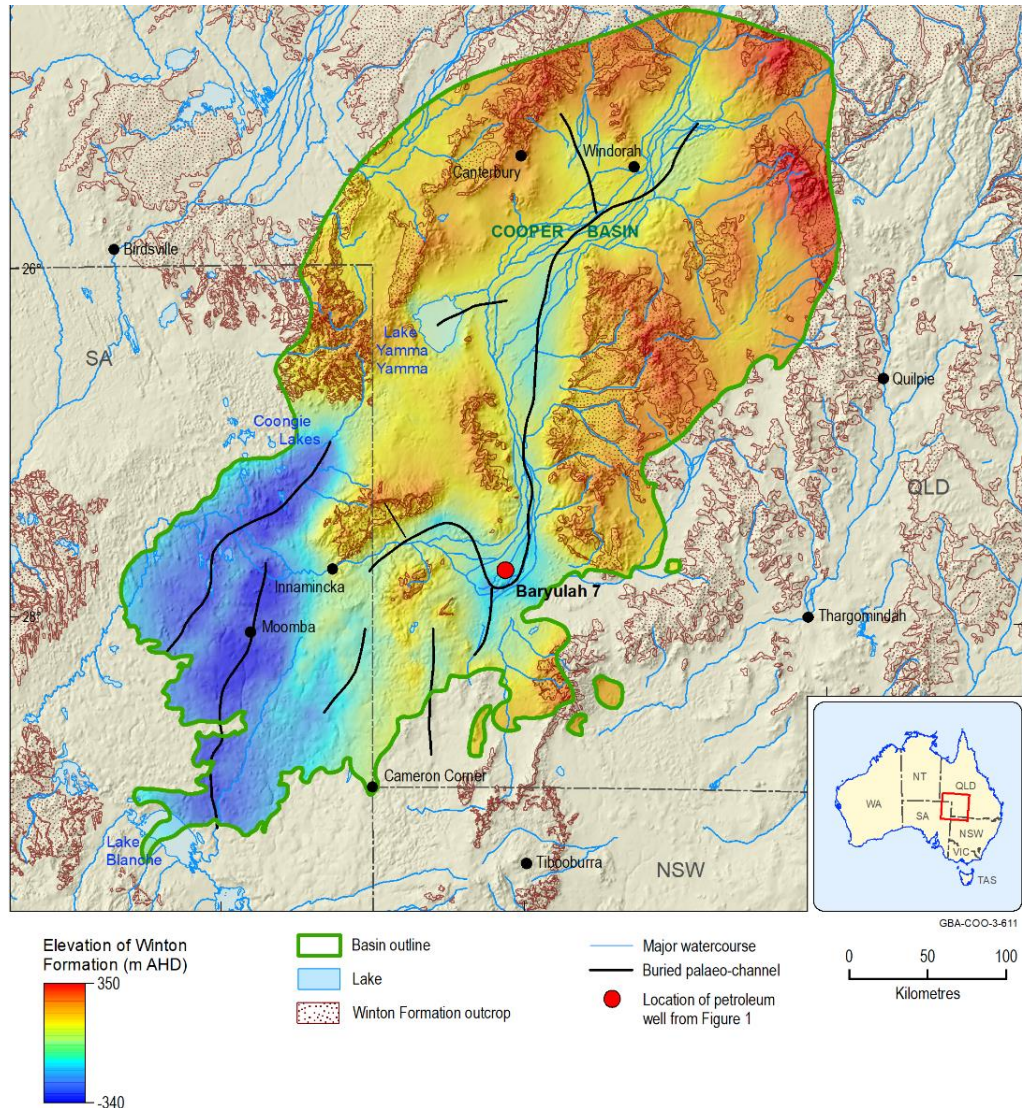 Windorah
Canterbury
COOPER BASIN
Birdsville
26°
Lake
Yamma
Yamma
SA
Quilpie
Coongie
Lakes
QLD
Innamincka
Baryulah 7
28°
Moomba
Thargomindah
Cameron Corner
Lake
Blanche
Tibooburra
NSW
NT
QLD
WA
SA
NSW
VIC
TAS
GBA-COO-3-611
Elevation of Winton
Formation (m AHD)
350
-340
Basin outline
Lake
Winton Formation outcrop
Major watercourse
Buried palaeo-channel
Location of petroleum
well from Figure 1
0 50 100
Kilometres